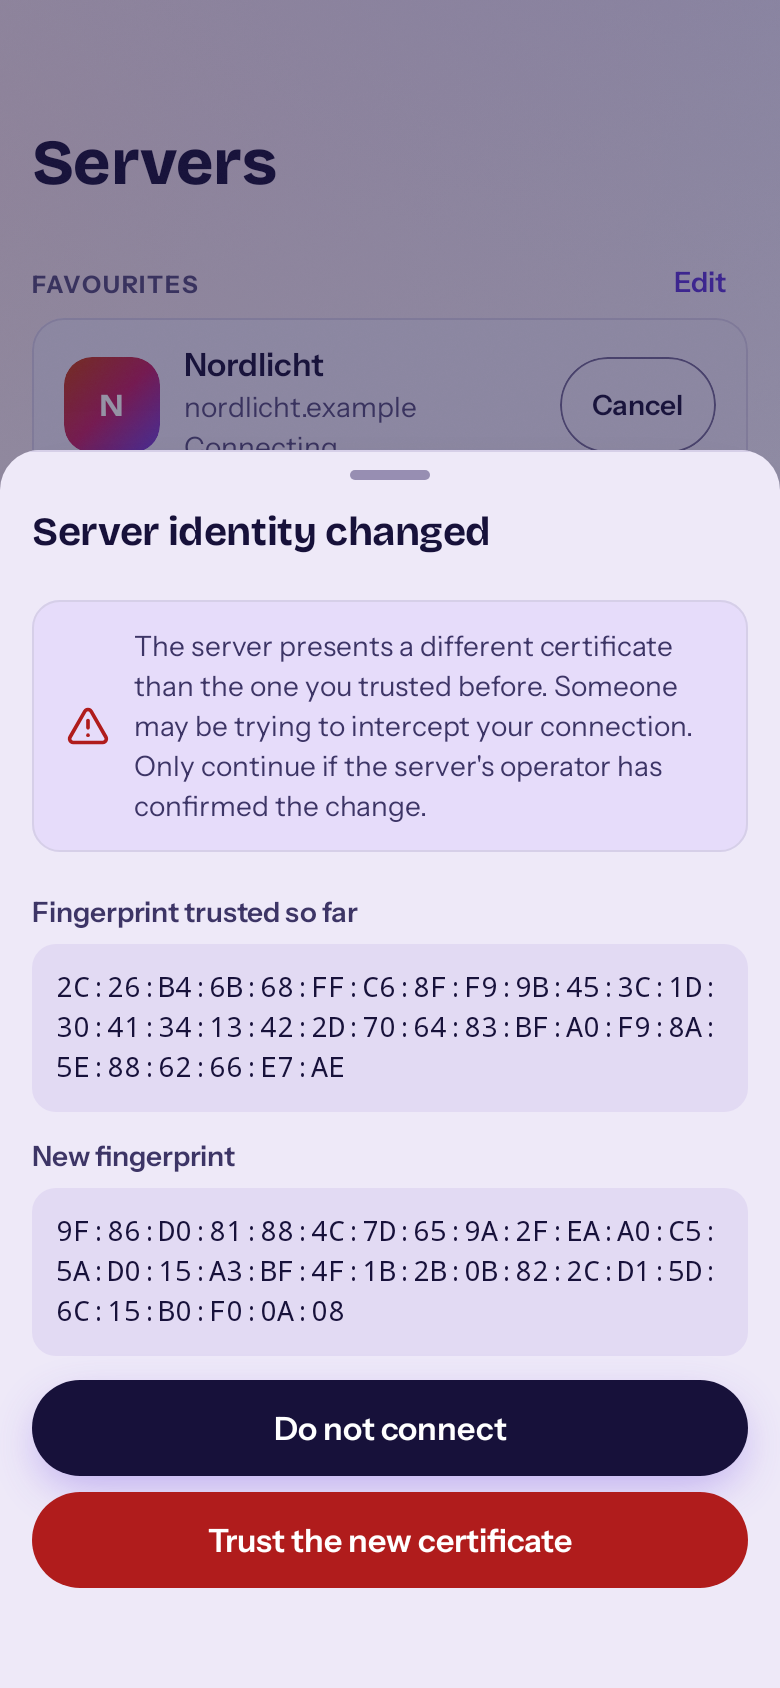 Servers
FAVOURITES
Edit
N
Nordlicht
nordlicht.example
Connecting
Cancel
Server identity changed
The server presents a different certificate
than the one you trusted before. Someone
may be trying to intercept your connection.
Only continue if the server's operator has
confirmed the change.
Fingerprint trusted so far
2C:26:B4:6B:68:FF:C6:8F:F9:9B:45:3C:1D:
30:41:34:13:42:2D:70:64:83:BF:A0:F9:8A:
5E:88:62:66:E7:AE
New fingerprint
9F:86:D0:81:88:4C:7D:65:9A:2F:EA:A0:C5:
5A:D0:15:A3:BF:4F:1B:2B:0B:82:2C:D1:5D:
6C:15:B0:F0:0A:08
Do not connect
Trust the new certificate